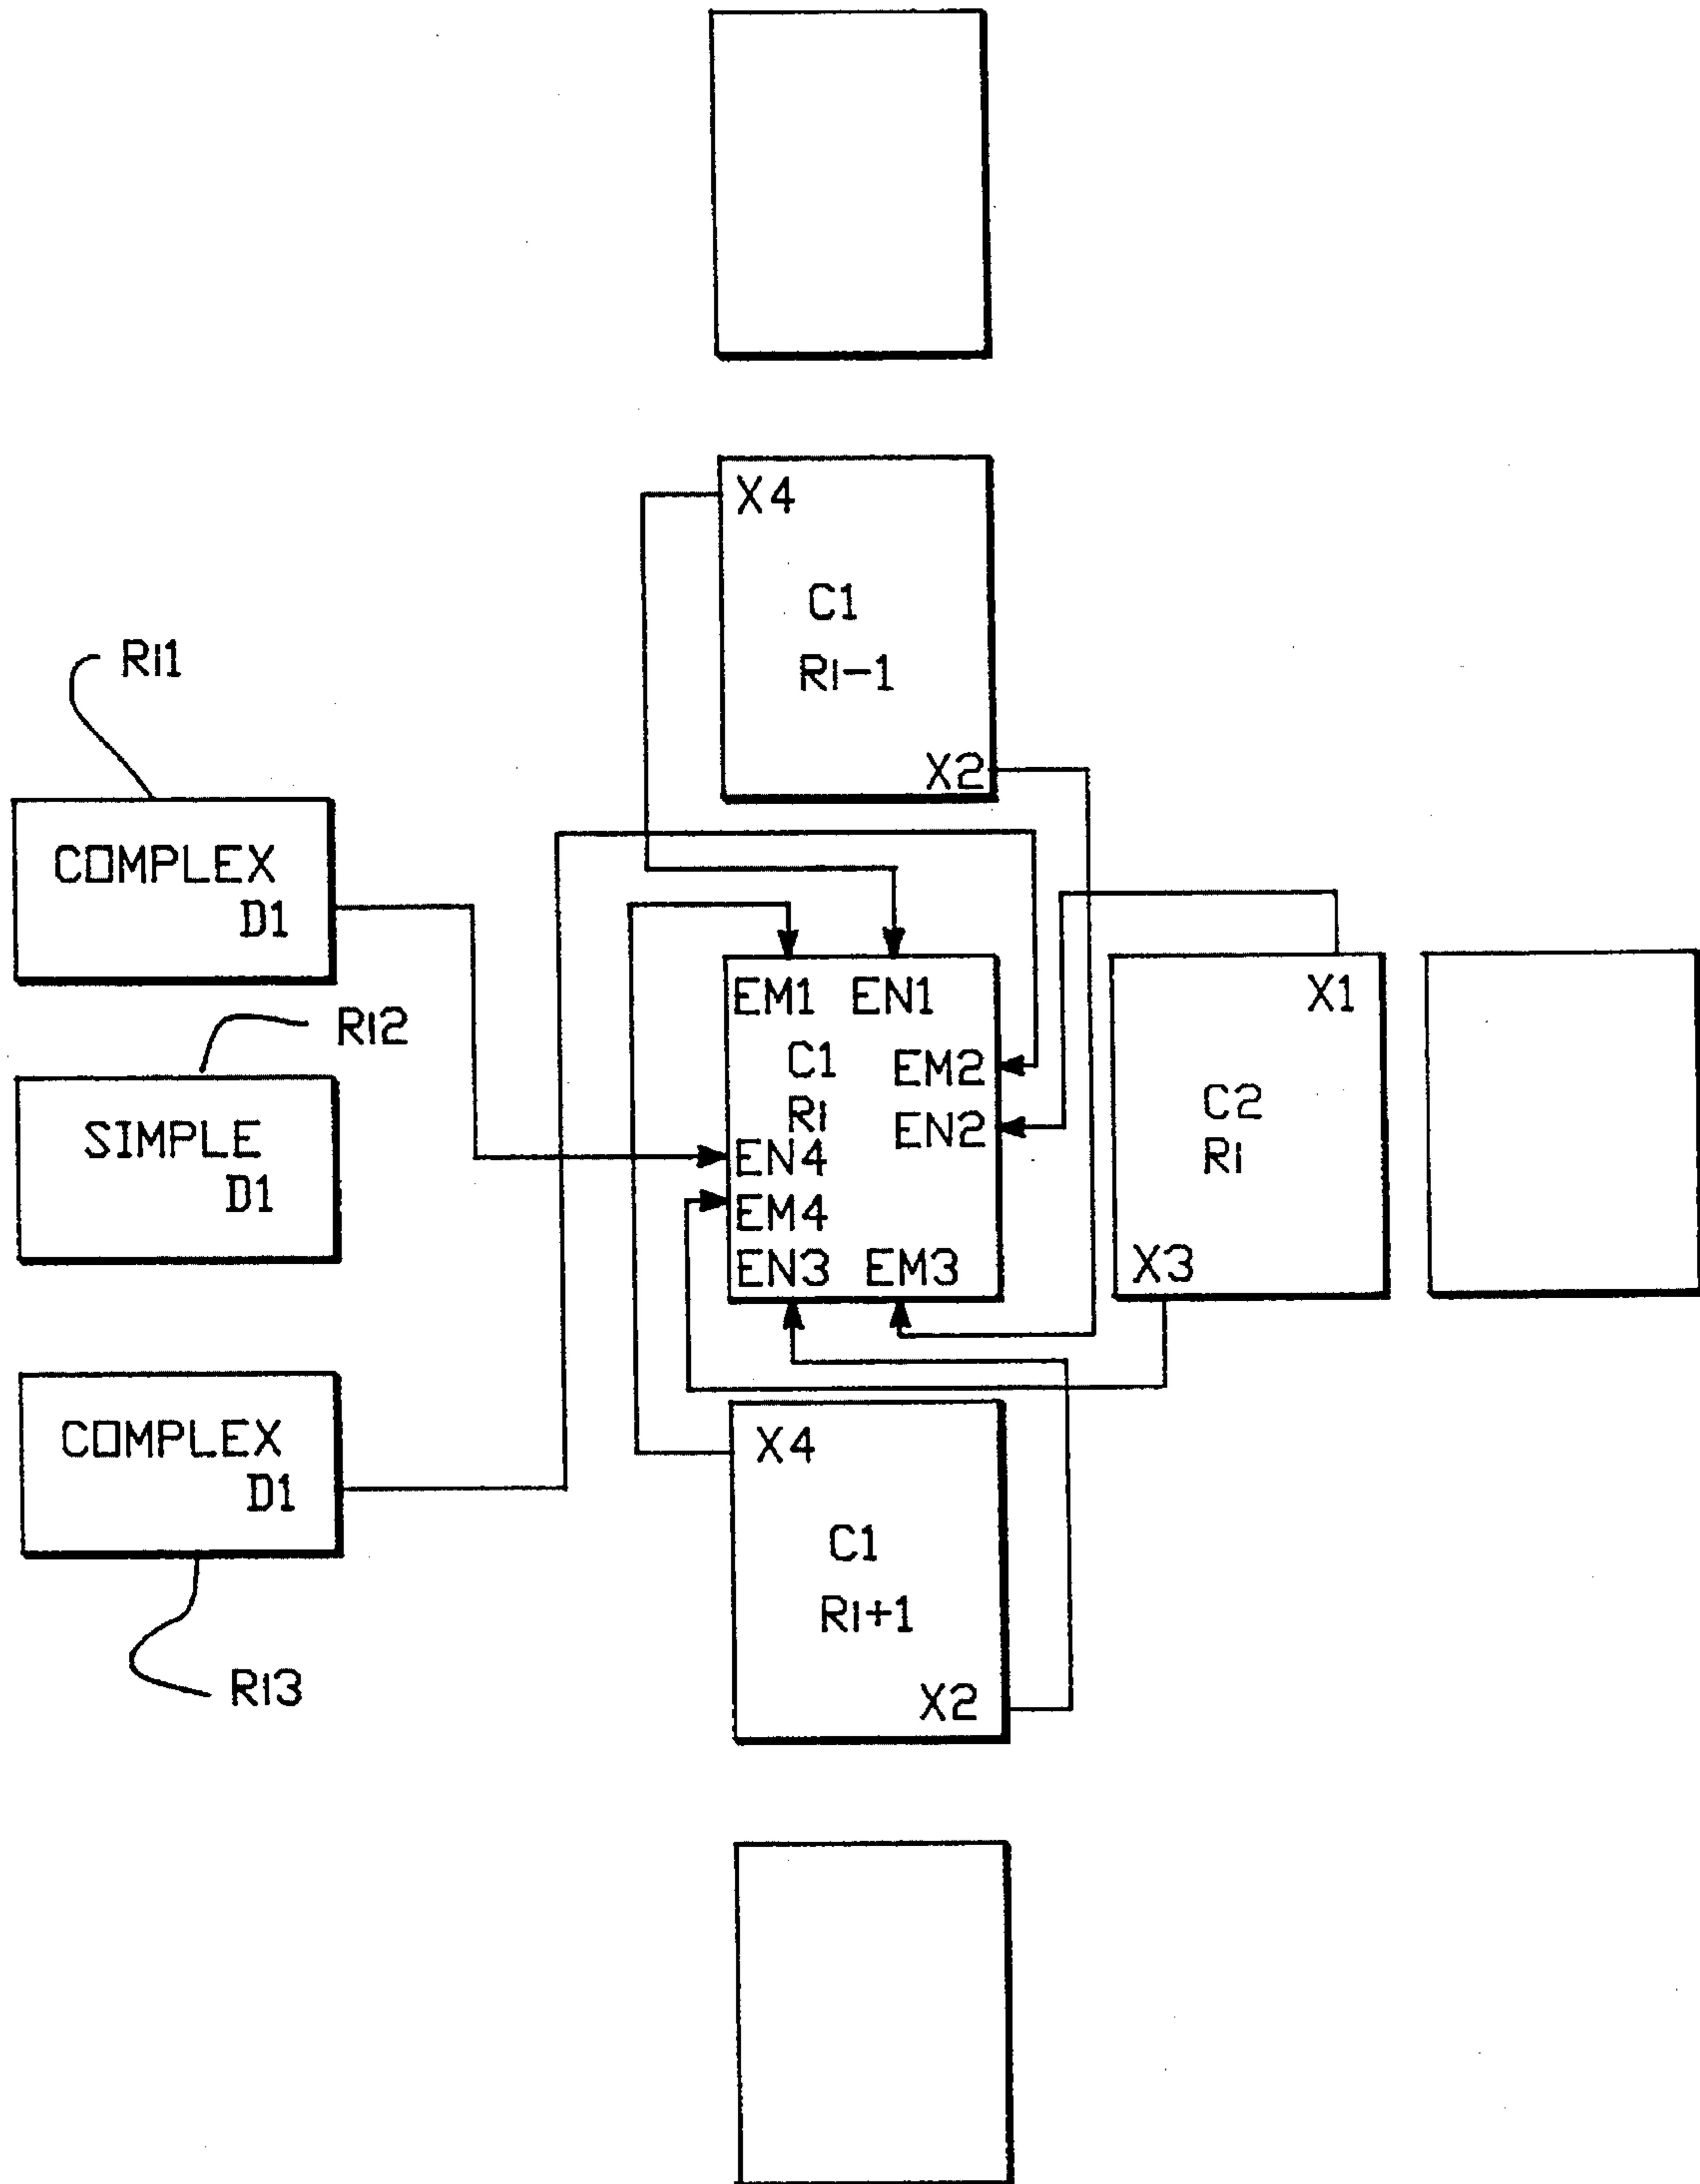 X4
C1
Ri-1
X2
Ri1
COMPLEX
D1
Ri2
SIMPLE
D1
COMPLEX
D1
Ri3
EM1 EN1
C1
Ri
EM2
EN2
EN4
EM4
EN3 EM3
X1
C2
Ri
X3
X4
C1
Ri+1
X2